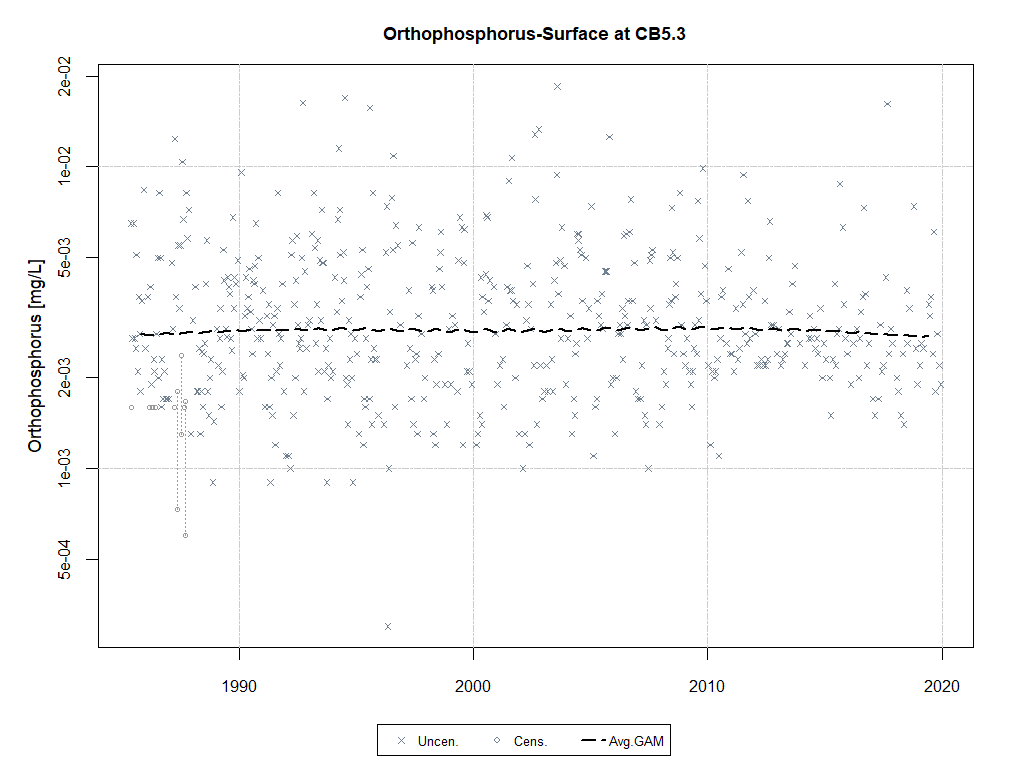 Orthophosphorus-Surface at CB5.3
Orthophosphorus [mg/L]
2e-02
1e-02
5e-03
2e-03
1e-03
5e-04
1990 2000 2010 2020
Uncen. Cens. Avg.GAM